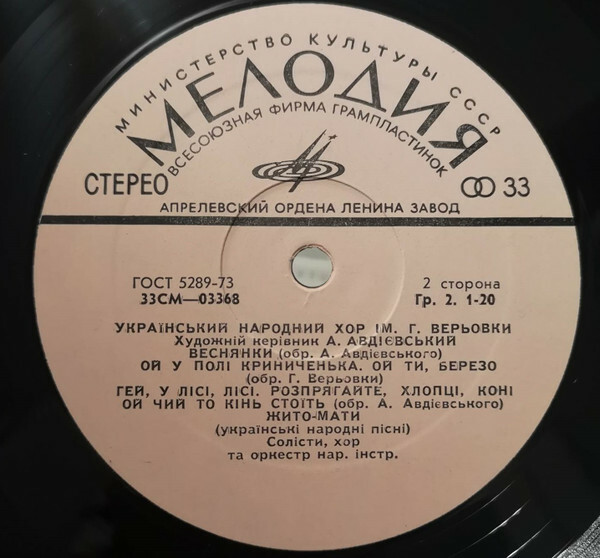 МИНИСТЕРСТВО КУЛЬТУРЫ СССР
МЕЛОДИЯ
ВСЕСОЮЗНАЯ ФИРМА ГРАМПЛАСТИНОК
СТЕРЕО
33
АПРЕЛЕВСКИЙ ОРДЕНА ЛЕНИНА ЗАВОД
ГОСТ 5289-73
2 сторона
33СМ—03368
Гр. 2. 1-20
УКРАЇНСЬКИЙ НАРОДНИЙ ХОР ІМ. Г. ВЕРЬОВКИ
Художній керівник А. АВДІЄВСЬКИЙ
ВЕСНЯНКИ (обр. А. Авдієвського)
ОЙ У ПОЛІ КРИНИЧЕНЬКА. ОЙ ТИ, БЕРЕЗО
(обр. Г. Верьовки)
ГЕЙ, У ЛІСІ, ЛІСІ. РОЗПРЯГАЙТЕ, ХЛОПЦІ, КОНІ
ОЙ ЧИЙ ТО КІНЬ СТОЇТЬ (обр. А. Авдієвського)
ЖИТО-МАТИ
(українські народні пісні)
Солісти, хор
та оркестр нар. інстр.